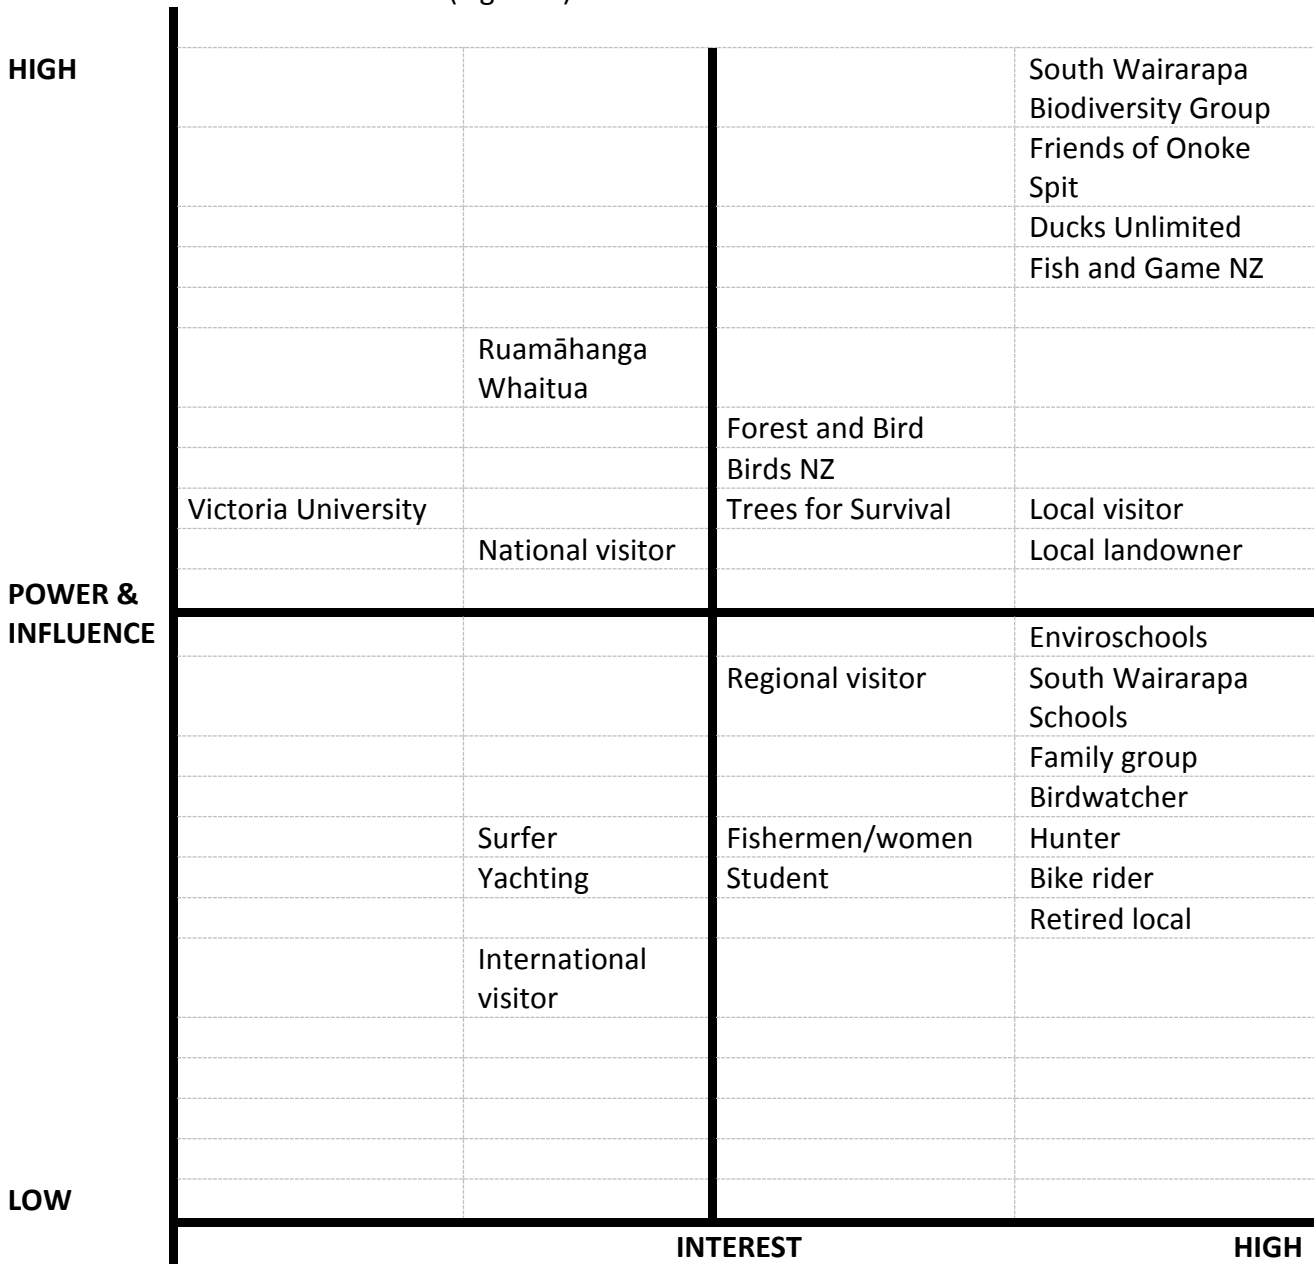 HIGH
South Wairarapa
Biodiversity Group
Friends of Onoke
Spit
Ducks Unlimited
Fish and Game NZ
Ruamāhanga
Whaitua
Forest and Bird
Birds NZ
Victoria University
Trees for Survival
Local visitor
National visitor
Local landowner
POWER &
INFLUENCE
Enviroschools
Regional visitor
South Wairarapa
Schools
Family group
Birdwatcher
Surfer
Fishermen/women
Hunter
Yachting
Student
Bike rider
Retired local
International
visitor
LOW
INTEREST
HIGH